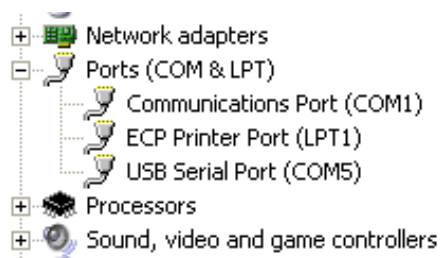 Network adapters
Ports (COM & LPT)
Communications Port (COM1)
ECP Printer Port (LPT1)
USB Serial Port (COM5)
Processors
Sound, video and game controllers